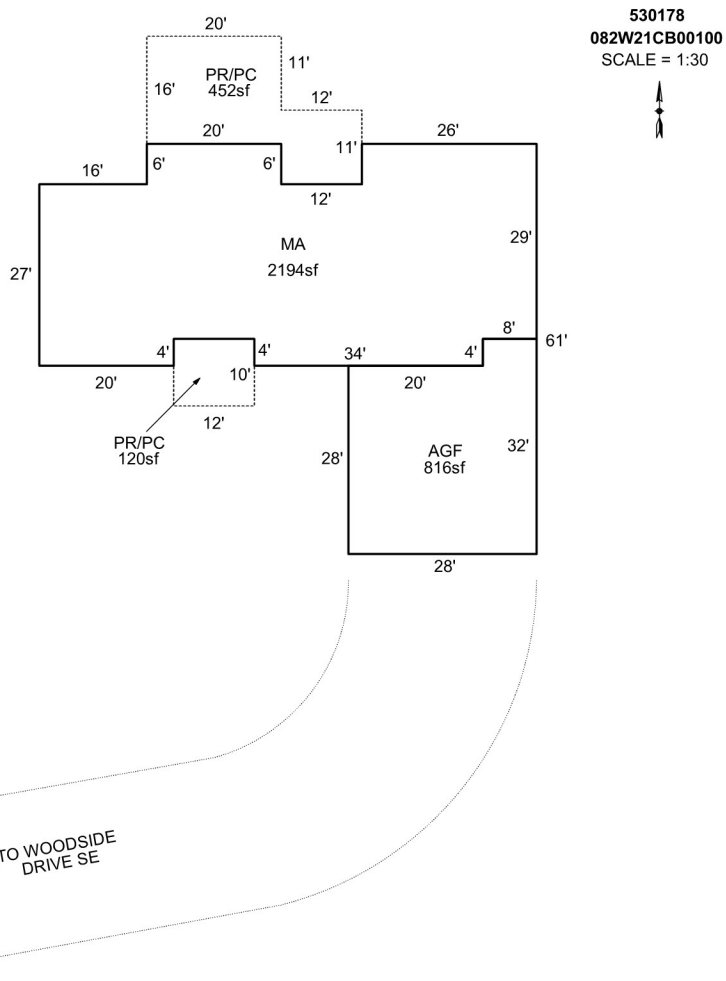 530178
082W21CB00100
SCALE = 1:30
20'
11'
PR/PC
452sf
16'
12'
20'
11'
26'
6'
6'
16'
12'
29'
MA
2194sf
27'
8'
61'
4'
4'
34'
4'
10'
20'
20'
12'
PR/PC
120sf
32'
AGF
816sf
28'
28'
TO WOODSIDE
DRIVE SE